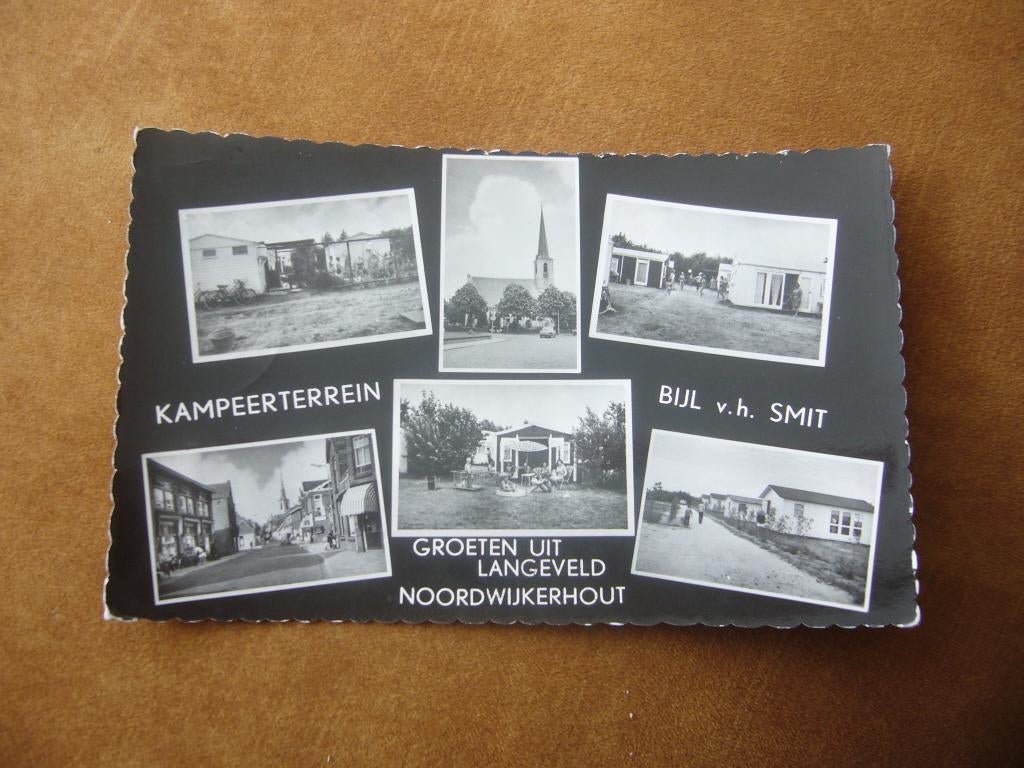 KAMPEERTERREIN
BIJL v.h. SMIT
GROETEN UIT
LANGEVELD
NOORDWIJKERHOUT